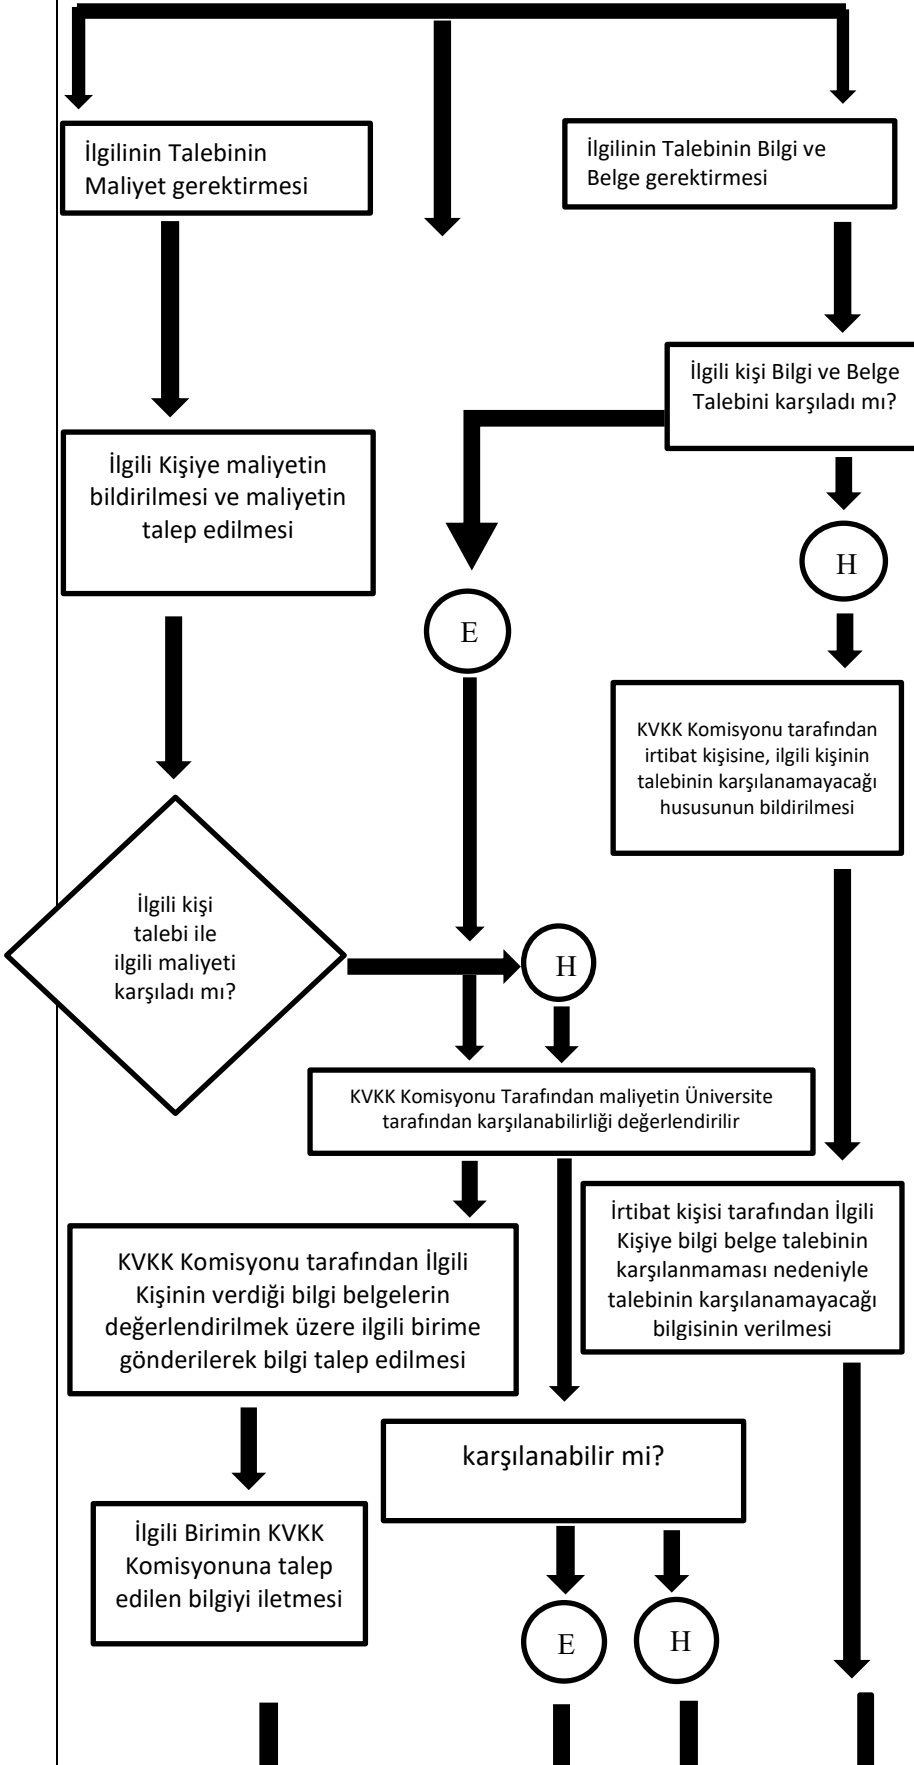 İlgilinin Talebinin
Maliyet gerektirmesi
İlgilinin Talebinin Bilgi ve
Belge gerektirmesi
İlgili kişi Bilgi ve Belge
Talebini karşıladı mı?
İlgili Kişiye maliyetin
bildirilmesi ve maliyetin
talep edilmesi
H
E
KVKK Komisyonu tarafından
irtibat kişisine, ilgili kişinin
talebinin karşılanamayacağı
hususunun bildirilmesi
İlgili kişi
talebi ile
ilgili maliyeti
karşıladı mı?
H
KVKK Komisyonu Tarafından maliyetin Üniversite
tarafından karşılanabilirliği değerlendirilir
İrtibat kişisi tarafından İlgili
Kişiye bilgi belge talebinin
karşılanmaması nedeniyle
talebinin karşılanamayacağı
bilgisinin verilmesi
KVKK Komisyonu tarafından İlgili
Kişinin verdiği bilgi belgelerin
değerlendirilmek üzere ilgili birime
gönderilerek bilgi talep edilmesi
karşılanabilir mi?
İlgili Birimin KVKK
Komisyonuna talep
edilen bilgiyi iletmesi
E
H